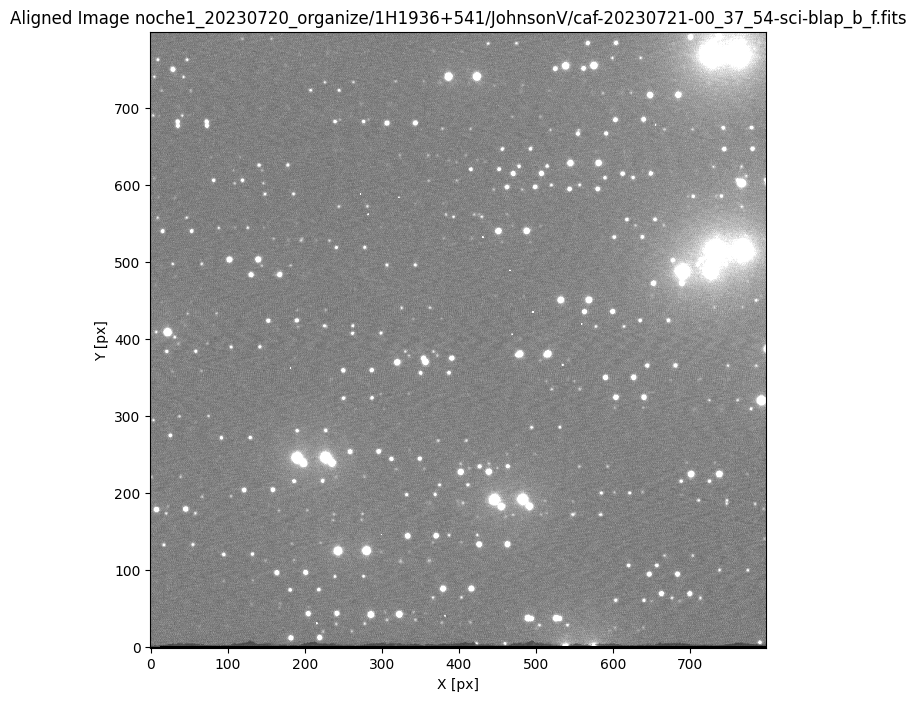 Aligned Image noche1_20230720_organize/1H1936+541/JohnsonV/caf-20230721-00_37_54-sci-blap_b_f.fits
700
600
500
400
300
200
100
0
Y [px]
0 100 200 300 400 500 600 700
X [px]